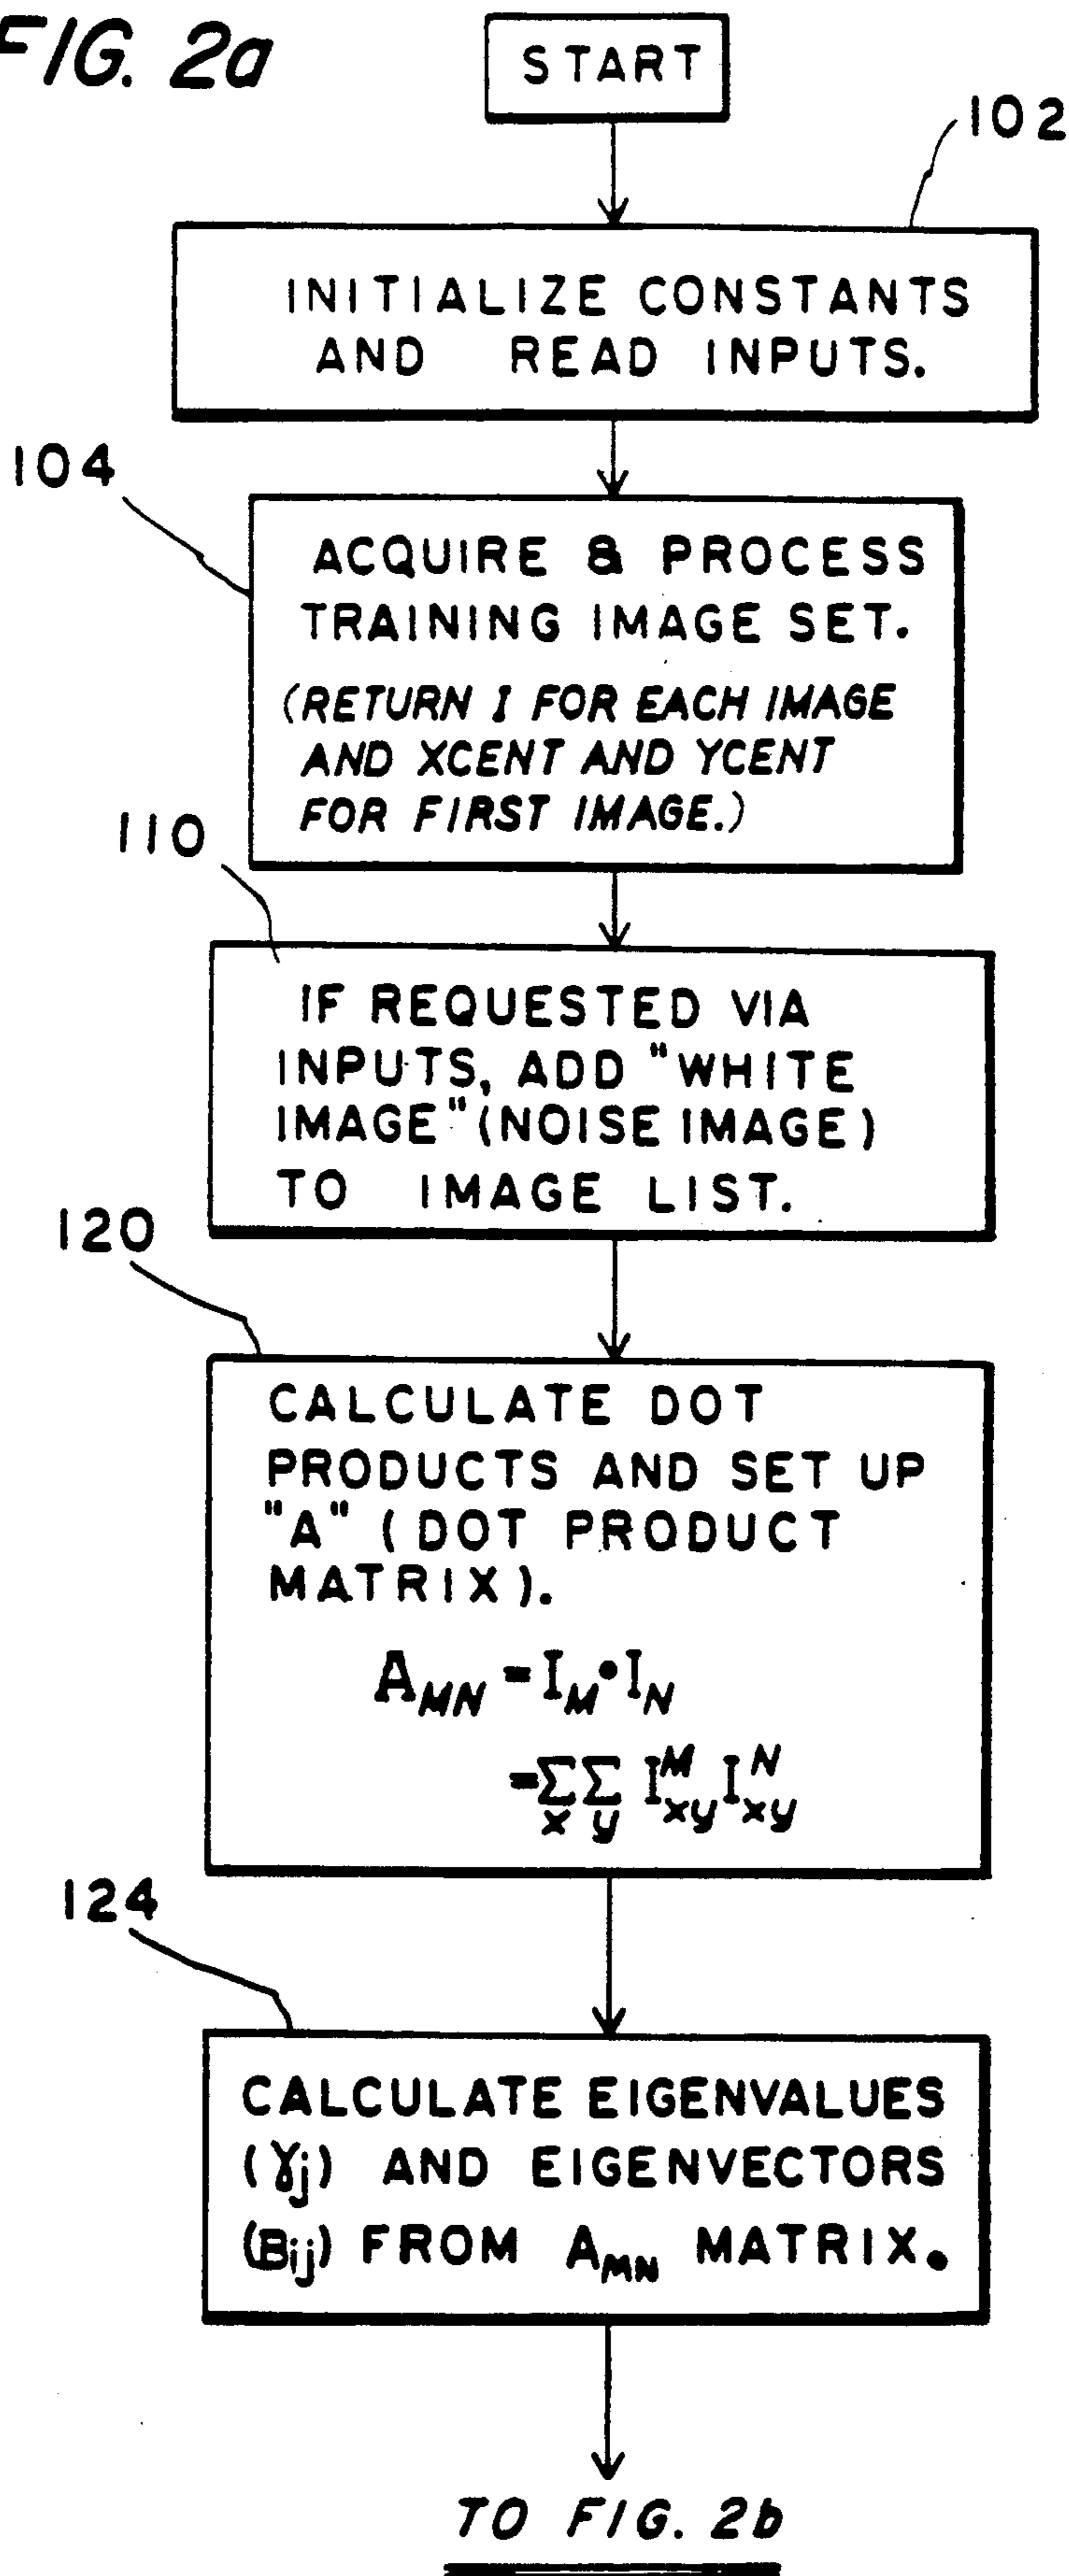 FIG. 2a
START
102
INITIALIZE CONSTANTS
AND READ INPUTS.
104
ACQUIRE & PROCESS
TRAINING IMAGE SET.
(RETURN I FOR EACH IMAGE
AND XCENT AND YCENT
FOR FIRST IMAGE.)
110
IF REQUESTED VIA
INPUTS, ADD "WHITE
IMAGE" (NOISE IMAGE)
TO IMAGE LIST.
120
CALCULATE DOT
PRODUCTS AND SET UP
"A" (DOT PRODUCT
MATRIX).
A_MN = I_M • I_N
= Σ_x Σ_y I^M_xy I^N_xy
124
CALCULATE EIGENVALUES
(γj) AND EIGENVECTORS
(Bij) FROM A_MN MATRIX.
TO FIG. 2b